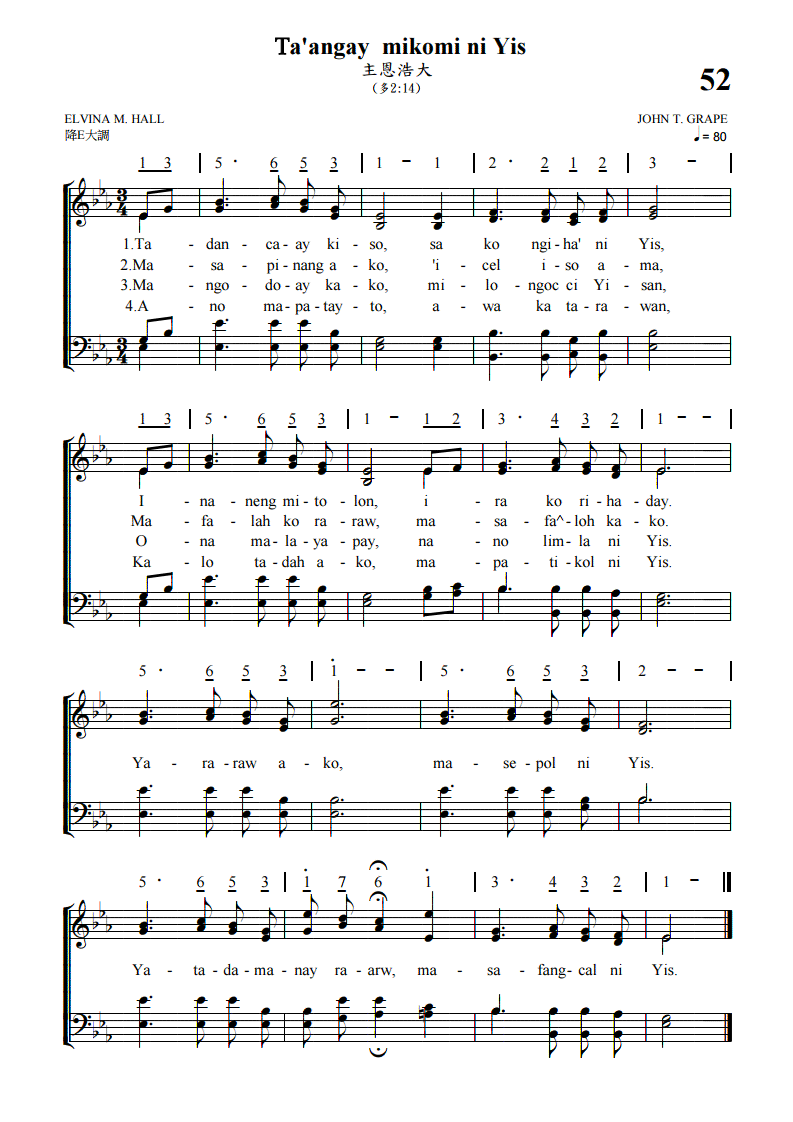 Ta'angay mikomi ni Yis
主恩浩大
(多2:14)
52
ELVINA M. HALL
JOHN T. GRAPE
降E大調
♩= 80
1 3 | 5 · 6 5 3 | 1 - 1 | 2 · 2 1 2 | 3 - |
3 4
1.Ta - dan - ca - ay ki - so, sa ko ngi - ha' ni Yis,
2.Ma - sa - pi - nang a - ko, 'i - cel i - so a - ma,
3.Ma - ngo - do - ay ka - ko, mi - lo - ngoc ci Yi - san,
4.A - no ma - pa - tay - to, a - wa ka ta - ra - wan,
3 4
1 3 | 5 · 6 5 3 | 1 - 1 2 | 3 · 4 3 2 | 1 - - |
I - na - neng mi - to - lon, i - ra ko ri - ha - day.
Ma - fa - lah ko ra - raw, ma - sa - fa^ - loh ka - ko.
O - na ma - la - ya - pay, na - no lim - la ni Yis.
Ka - lo ta - dah a - ko, ma - pa - ti - kol ni Yis.
5 · 6 5 3 | 1̇ - - | 5 · 6 5 3 | 2 - - |
Ya - ra - raw a - ko, ma - se - pol ni Yis.
5 · 6 5 3 | 1̇ 7 6 1̇ | 3 · 4 3 2 | 1 - ‖
Ya - ta - da - ma - nay ra - arw, ma - sa - fang - cal ni Yis.